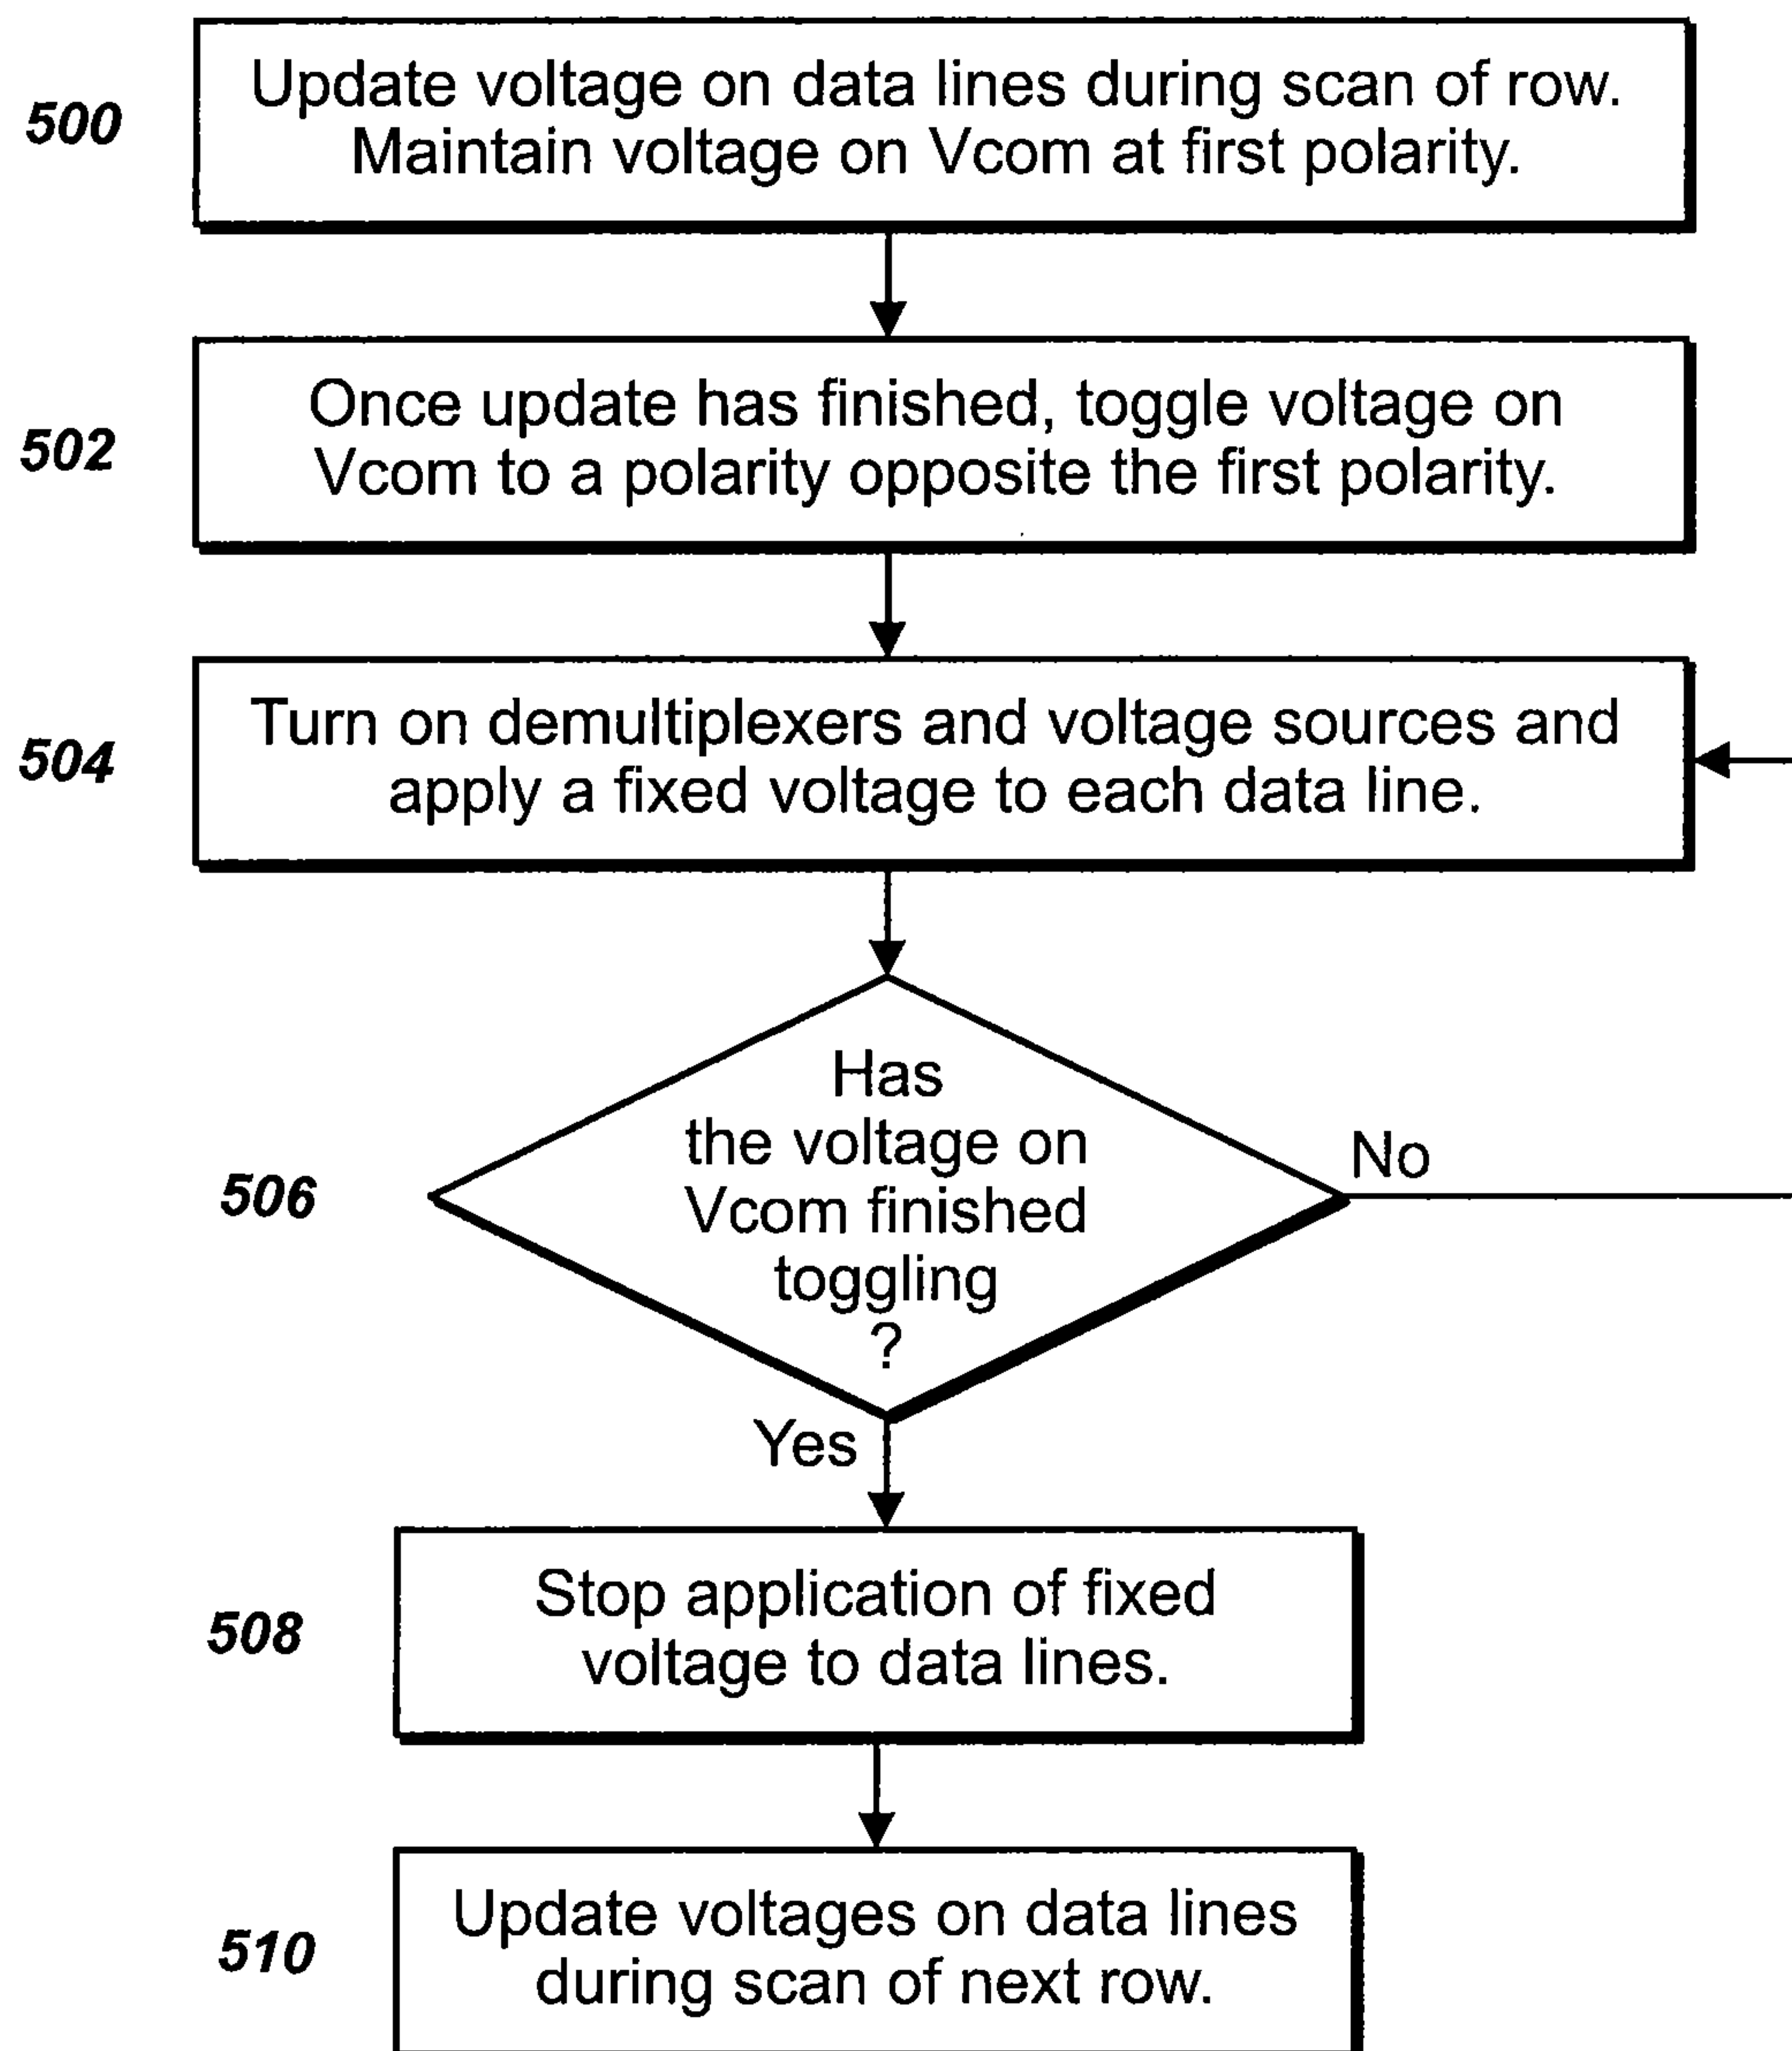 500
Update voltage on data lines during scan of row.
Maintain voltage on Vcom at first polarity.
502
Once update has finished, toggle voltage on
Vcom to a polarity opposite the first polarity.
504
Turn on demultiplexers and voltage sources and
apply a fixed voltage to each data line.
506
Has
the voltage on
Vcom finished
toggling
?
No
Yes
508
Stop application of fixed
voltage to data lines.
510
Update voltages on data lines
during scan of next row.